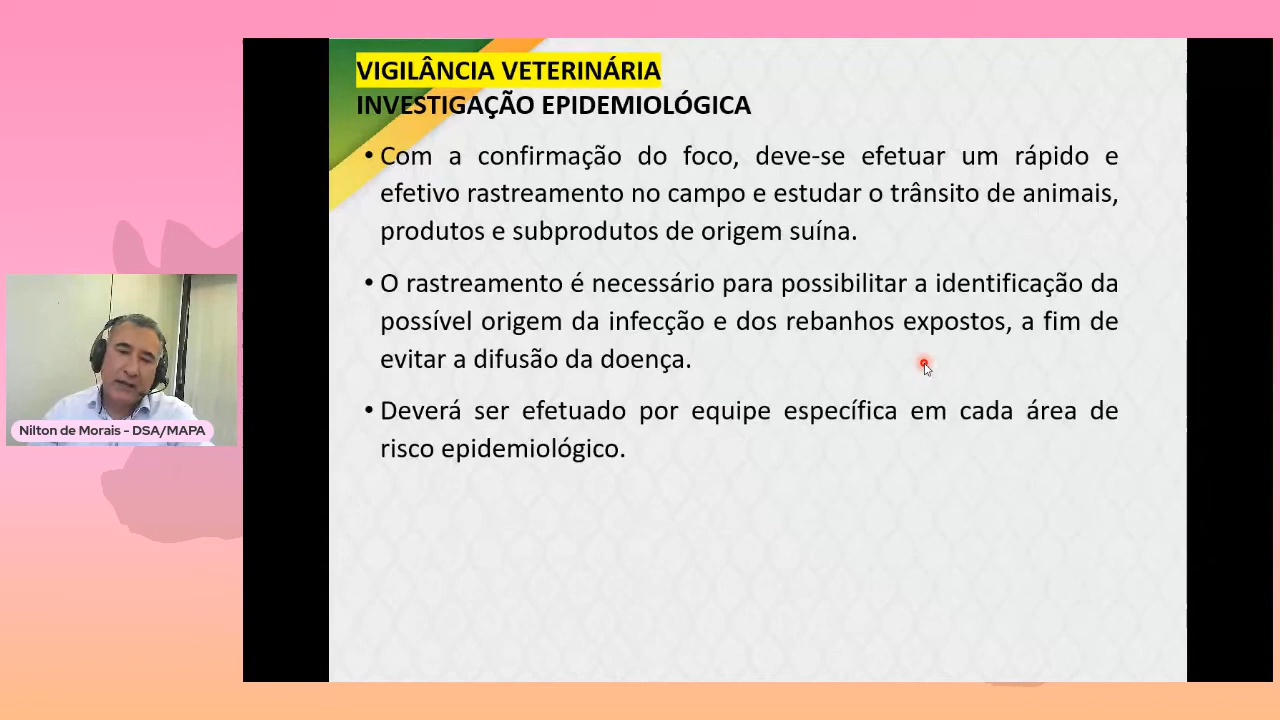 VIGILÂNCIA VETERINÁRIA
INVESTIGAÇÃO EPIDEMIOLÓGICA
• Com a confirmação do foco, deve-se efetuar um rápido e
efetivo rastreamento no campo e estudar o trânsito de animais,
produtos e subprodutos de origem suína.
• O rastreamento é necessário para possibilitar a identificação da
possível origem da infecção e dos rebanhos expostos, a fim de
evitar a difusão da doença.
• Deverá ser efetuado por equipe específica em cada área de
risco epidemiológico.
Nilton de Morais - DSA/MAPA